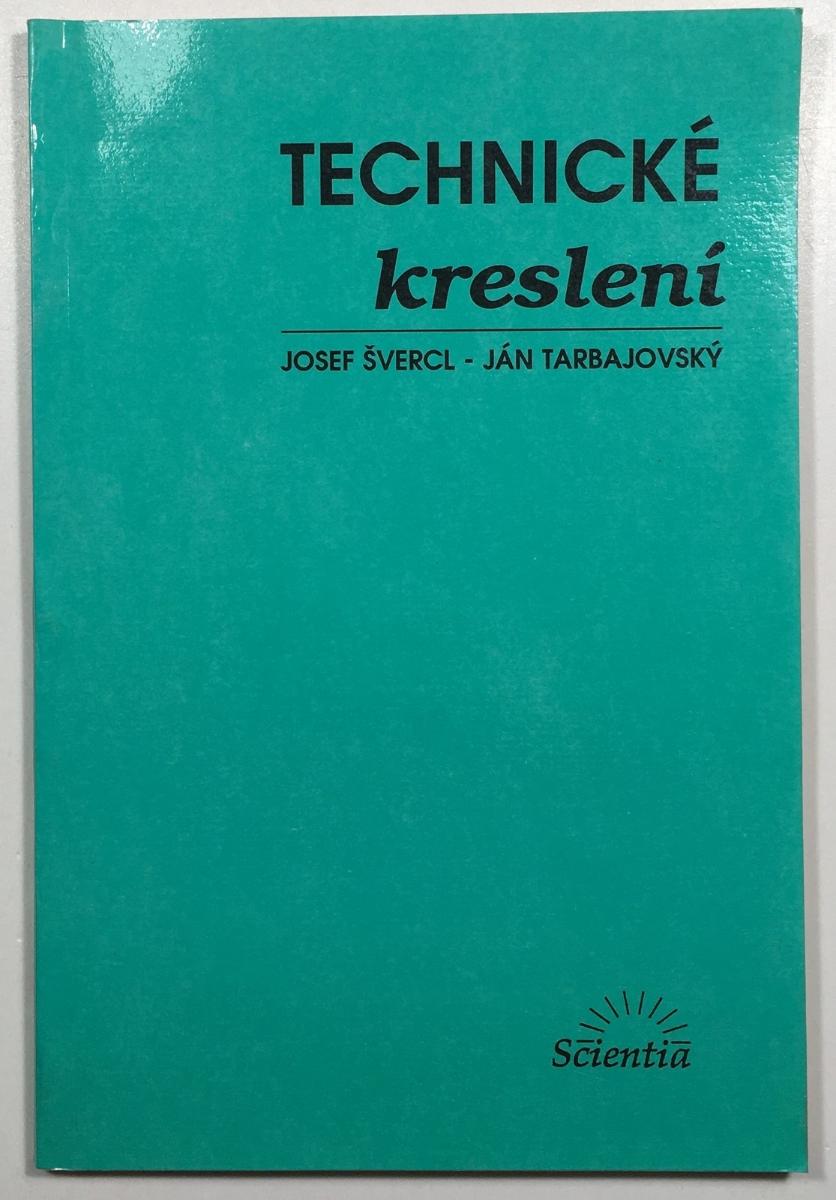 TECHNICKÉ
kreslení
JOSEF ŠVERCL - JÁN TARBAJOVSKÝ
Scientia